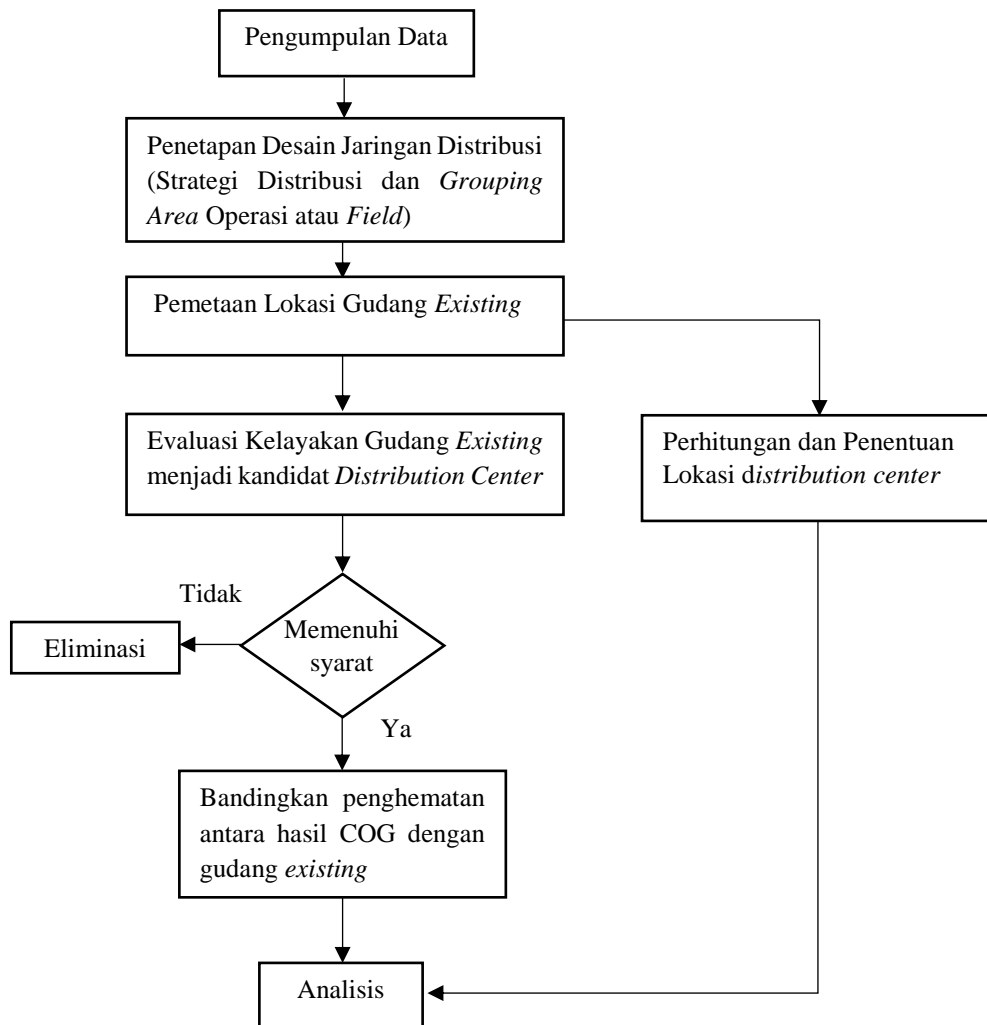 Pengumpulan Data
Penetapan Desain Jaringan Distribusi
(Strategi Distribusi dan Grouping
Area Operasi atau Field)
Pemetaan Lokasi Gudang Existing
Evaluasi Kelayakan Gudang Existing
menjadi kandidat Distribution Center
Perhitungan dan Penentuan
Lokasi distribution center
Tidak
Memenuhi
syarat
Eliminasi
Ya
Bandingkan penghematan
antara hasil COG dengan
gudang existing
Analisis